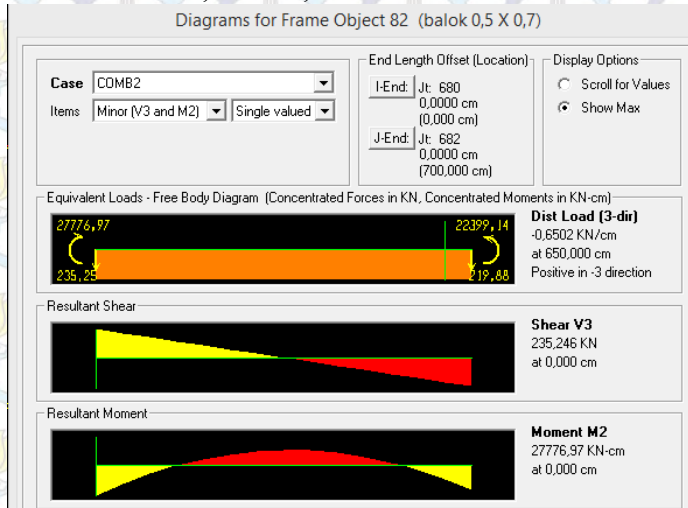 Diagrams for Frame Object 82 (balok 0,5 X 0,7)
Case COMB2
Items Minor (V3 and M2) Single valued
End Length Offset (Location)
I-End: Jt: 680
0,0000 cm
(0,000 cm)
J-End: Jt: 682
0,0000 cm
(700,000 cm)
Display Options
Scroll for Values
Show Max
Equivalent Loads - Free Body Diagram (Concentrated Forces in KN, Concentrated Moments in KN-cm)
27776,97 22399,14
235,25 219,88
Dist Load (3-dir)
-0,6502 KN/cm
at 650,000 cm
Positive in -3 direction
Resultant Shear
Shear V3
235,246 KN
at 0,000 cm
Resultant Moment
Moment M2
27776,97 KN-cm
at 0,000 cm